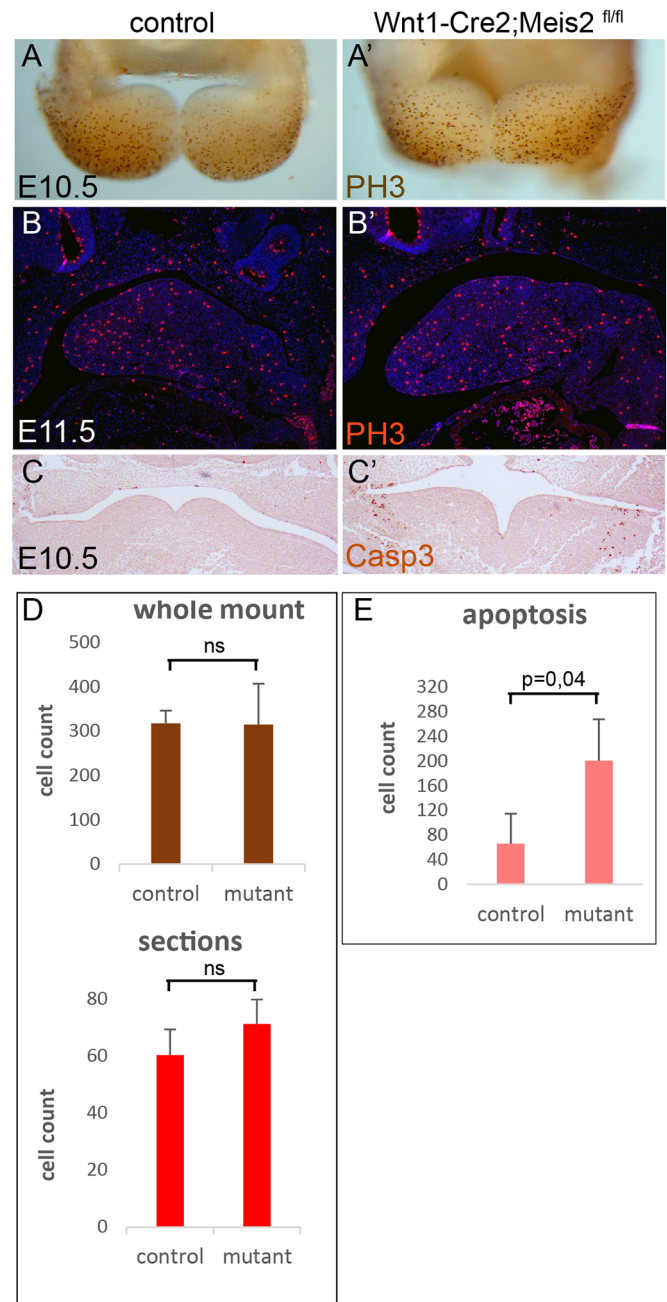 control Wnt1-Cre2;Meis2 fl/fl
A A'
E10.5 PH3
B B'
E11.5 PH3
C C'
E10.5 Casp3
D whole mount
500
400
300
200
100
0
cell count
ns
control mutant
sections
80
60
40
20
0
cell count
ns
control mutant
E apoptosis
320
280
240
200
160
120
80
40
0
cell count
p=0,04
control mutant